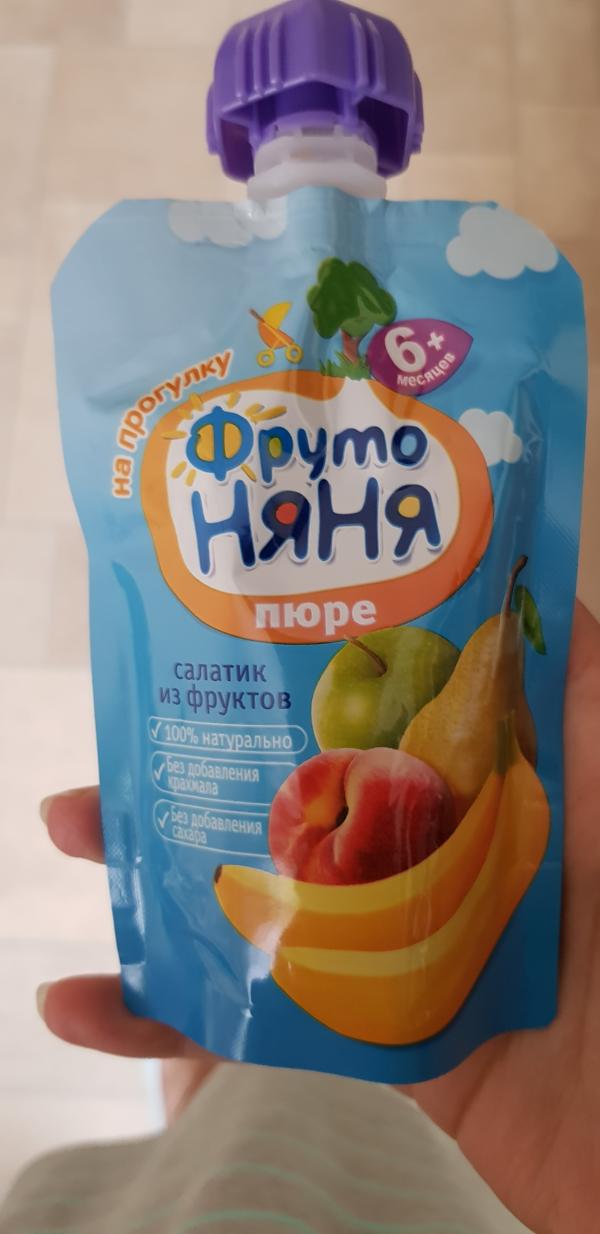 на прогулку
6+
месяцев
Фруто
НЯНЯ
пюре
салатик
из фруктов
100% натурально
Без добавления
крахмала
Без добавления
сахара